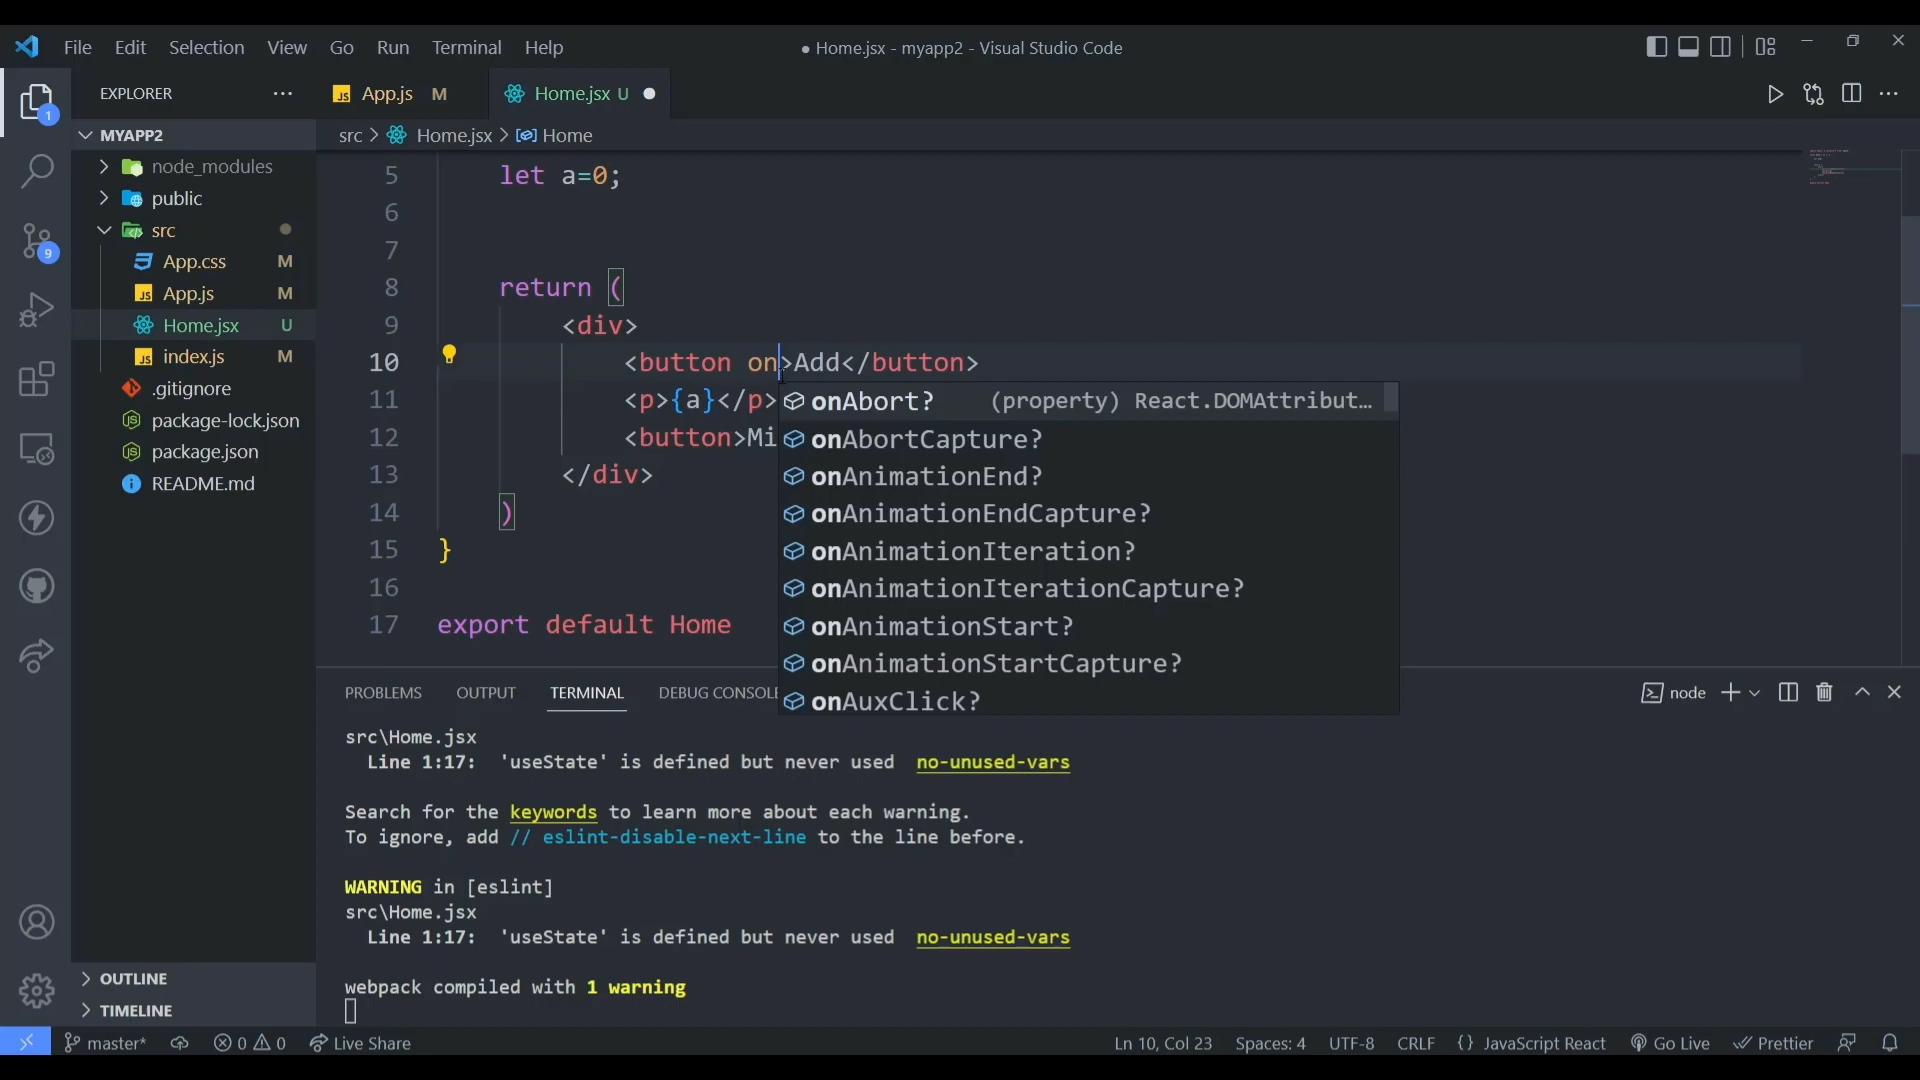 File Edit Selection View Go Run Terminal Help
● Home.jsx - myapp2 - Visual Studio Code
EXPLORER ···
JS App.js M
Home.jsx U ●
MYAPP2
src > Home.jsx > Home
node_modules
public
src
App.css M
JS App.js M
Home.jsx U
JS index.js M
.gitignore
package-lock.json
package.json
README.md
1
9
5 let a=0;
6
7
8 return (
9 <div>
10 <button on>Add</button>
11 <p>{a}</p>
12 <button>Mi
13 </div>
14 )
15 }
16
17 export default Home
onAbort? (property) React.DOMAttribut...
onAbortCapture?
onAnimationEnd?
onAnimationEndCapture?
onAnimationIteration?
onAnimationIterationCapture?
onAnimationStart?
onAnimationStartCapture?
onAuxClick?
PROBLEMS OUTPUT TERMINAL DEBUG CONSOLE
node
src\Home.jsx
Line 1:17: 'useState' is defined but never used no-unused-vars
Search for the keywords to learn more about each warning.
To ignore, add // eslint-disable-next-line to the line before.
WARNING in [eslint]
src\Home.jsx
Line 1:17: 'useState' is defined but never used no-unused-vars
webpack compiled with 1 warning
OUTLINE
TIMELINE
master* 0 0 Live Share
Ln 10, Col 23 Spaces: 4 UTF-8 CRLF {} JavaScript React Go Live Prettier